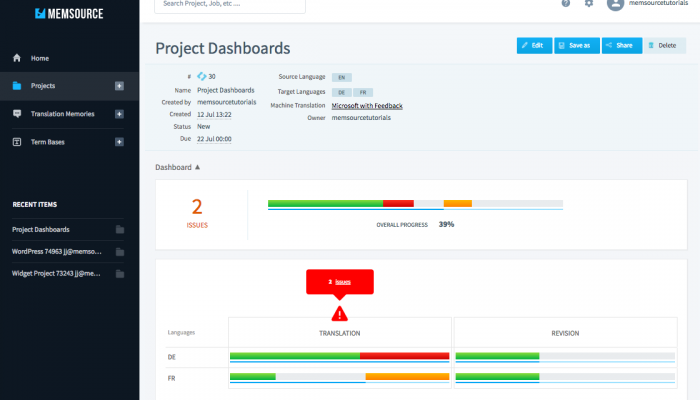 MEMSOURCE
Search Project, Job, etc ...
memsourcetutorials
Home
Projects
Translation Memories
Term Bases
RECENT ITEMS
Project Dashboards
WordPress 74963 jj@memso...
Widget Project 73243 jj@me...
Project Dashboards
Edit
Save as
Share
Delete
# 30
Name Project Dashboards
Created by memsourcetutorials
Created 12 Jul 13:22
Status New
Due 22 Jul 00:00
Source Language EN
Target Languages DE FR
Machine Translation Microsoft with Feedback
Owner memsourcetutorials
Dashboard
2
ISSUES
OVERALL PROGRESS 39%
2 issues
Languages TRANSLATION REVISION
DE
FR